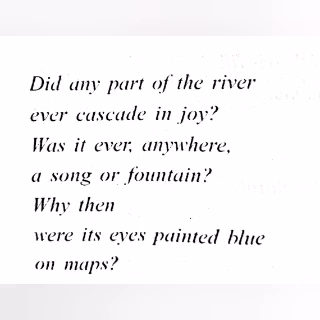 Did any part of the river
ever cascade in joy?
Was it ever, anywhere,
a song or fountain?
Why then
were its eyes painted blue
on maps?